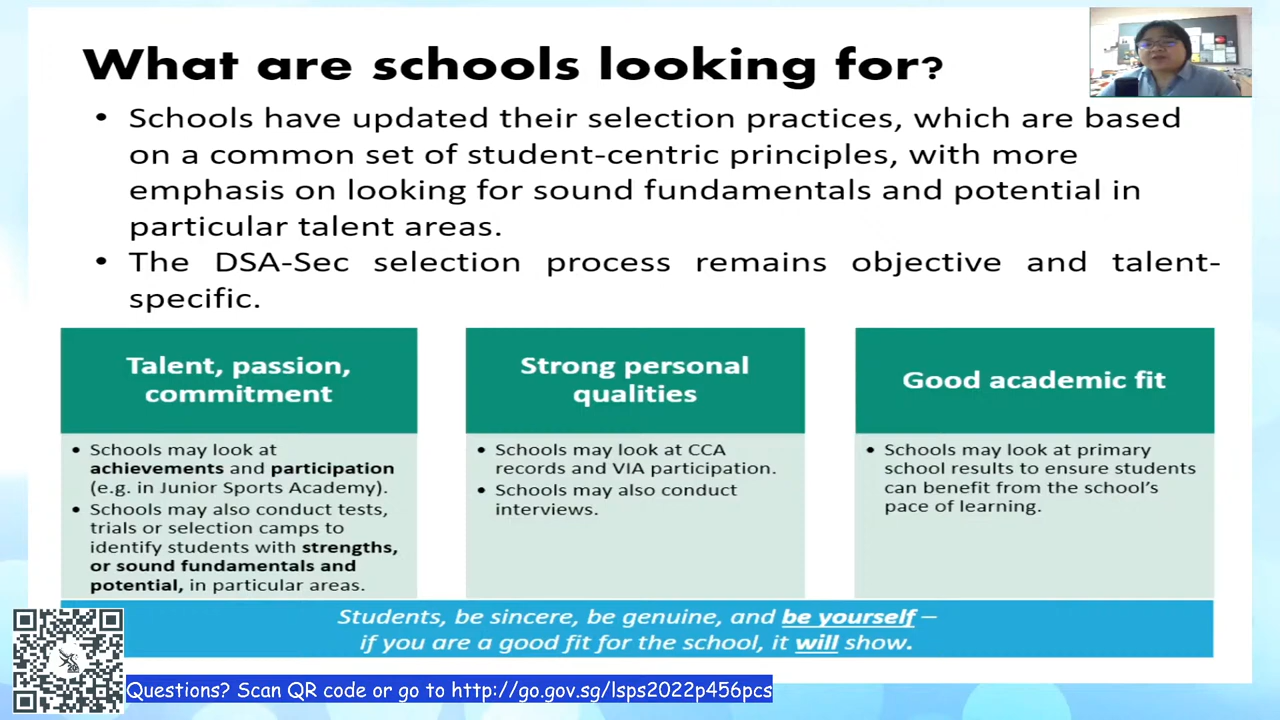 What are schools looking for?
• Schools have updated their selection practices, which are based
on a common set of student-centric principles, with more
emphasis on looking for sound fundamentals and potential in
particular talent areas.
• The DSA-Sec selection process remains objective and talent-
specific.
Talent, passion,
commitment
• Schools may look at
achievements and participation
(e.g. in Junior Sports Academy).
• Schools may also conduct tests,
trials or selection camps to
identify students with strengths,
or sound fundamentals and
potential, in particular areas.
Strong personal
qualities
• Schools may look at CCA
records and VIA participation.
• Schools may also conduct
interviews.
Good academic fit
• Schools may look at primary
school results to ensure students
can benefit from the school's
pace of learning.
Students, be sincere, be genuine, and be yourself –
if you are a good fit for the school, it will show.
Questions? Scan QR code or go to http://go.gov.sg/lsps2022p456pcs